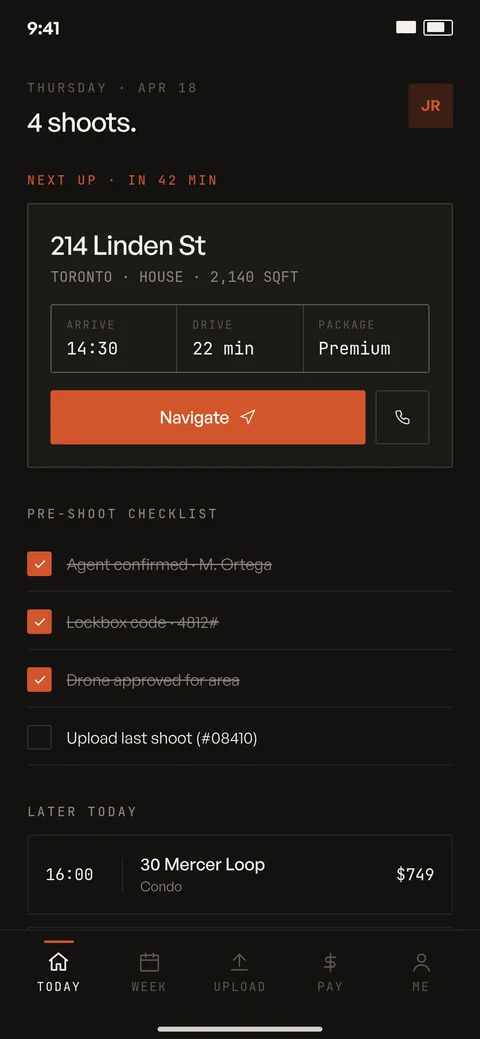 9:41
THURSDAY · APR 18
4 shoots.
JR
NEXT UP · IN 42 MIN
214 Linden St
TORONTO · HOUSE · 2,140 SQFT
ARRIVE DRIVE PACKAGE
14:30 22 min Premium
Navigate
PRE-SHOOT CHECKLIST
Agent confirmed · M. Ortega
Lockbox code · 4812#
Drone approved for area
Upload last shoot (#08410)
LATER TODAY
16:00 30 Mercer Loop $749
Condo
TODAY WEEK UPLOAD PAY ME